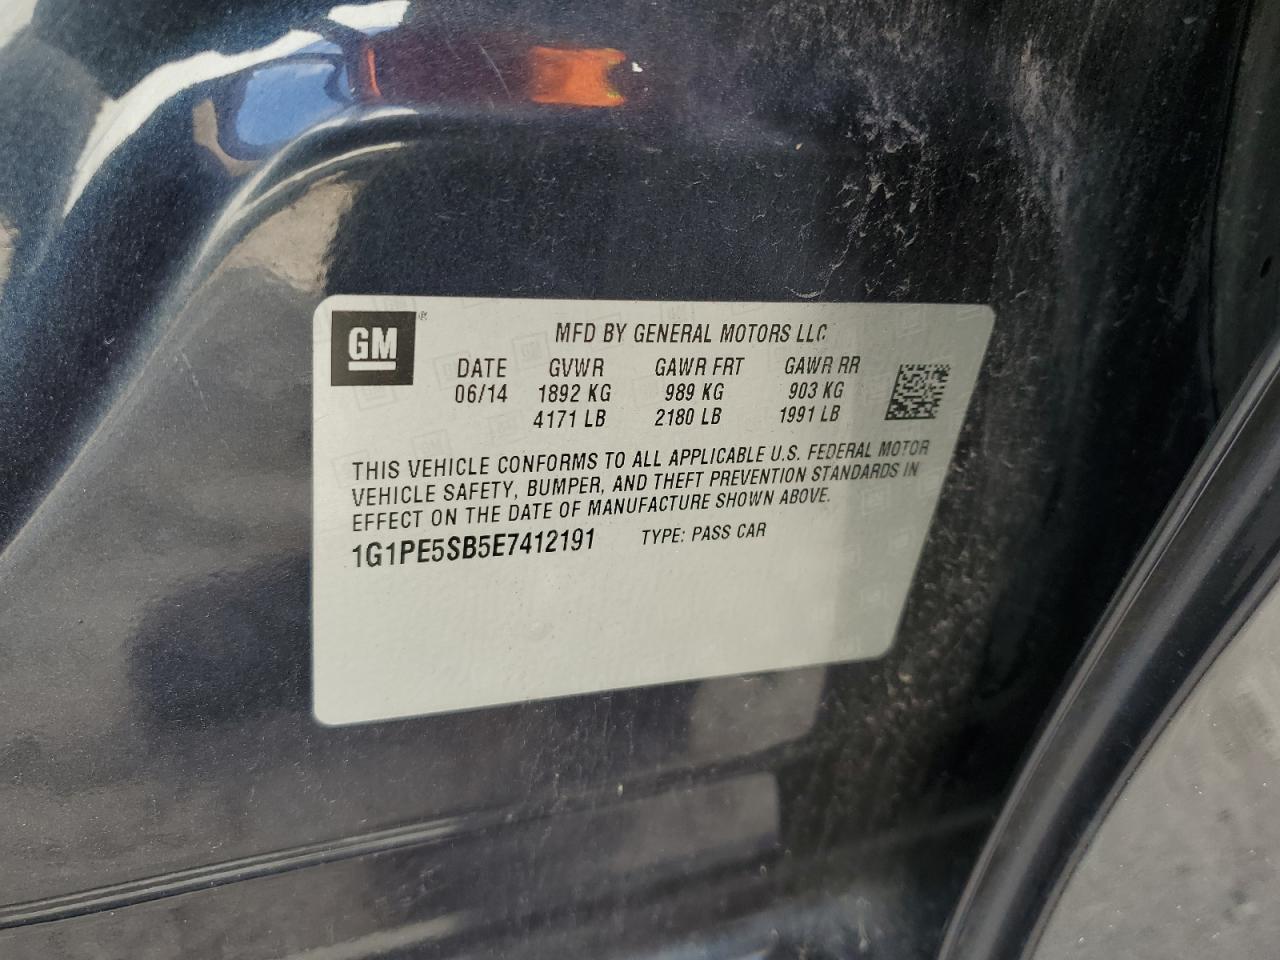 GM ®
MFD BY GENERAL MOTORS LLC
DATE GVWR GAWR FRT GAWR RR
06/14 1892 KG 989 KG 903 KG
4171 LB 2180 LB 1991 LB
THIS VEHICLE CONFORMS TO ALL APPLICABLE U.S. FEDERAL MOTOR
VEHICLE SAFETY, BUMPER, AND THEFT PREVENTION STANDARDS IN
EFFECT ON THE DATE OF MANUFACTURE SHOWN ABOVE.
1G1PE5SB5E7412191 TYPE: PASS CAR